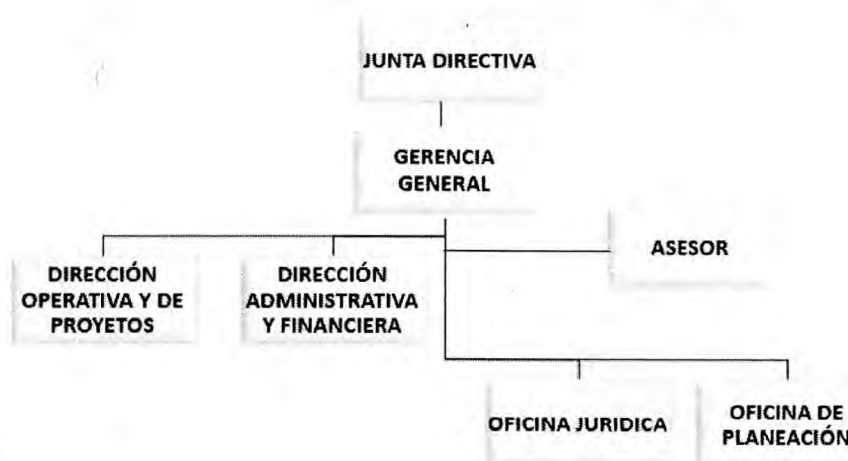 JUNTA DIRECTIVA
GERENCIA
GENERAL
ASESOR
DIRECCIÓN
OPERATIVA Y DE
PROYETOS
DIRECCIÓN
ADMINISTRATIVA
Y FINANCIERA
OFICINA JURIDICA
OFICINA DE
PLANEACIÓN